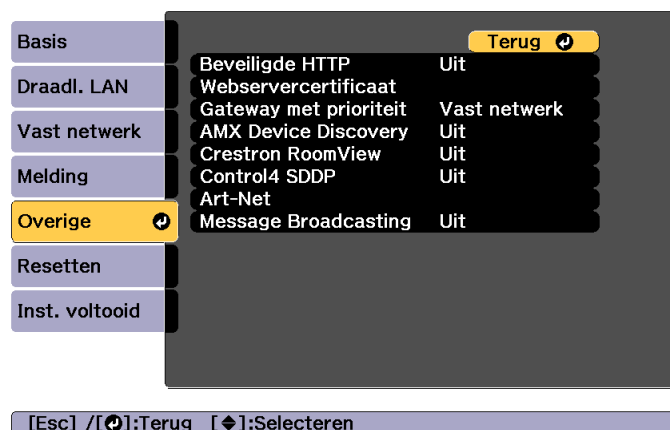 Basis
Draadl. LAN
Vast netwerk
Melding
Overige
Resetten
Inst. voltooid
Terug
Beveiligde HTTP Uit
Webservercertificaat
Gateway met prioriteit Vast netwerk
AMX Device Discovery Uit
Crestron RoomView Uit
Control4 SDDP Uit
Art-Net
Message Broadcasting Uit
[Esc] /[⏎]:Terug [◆]:Selecteren